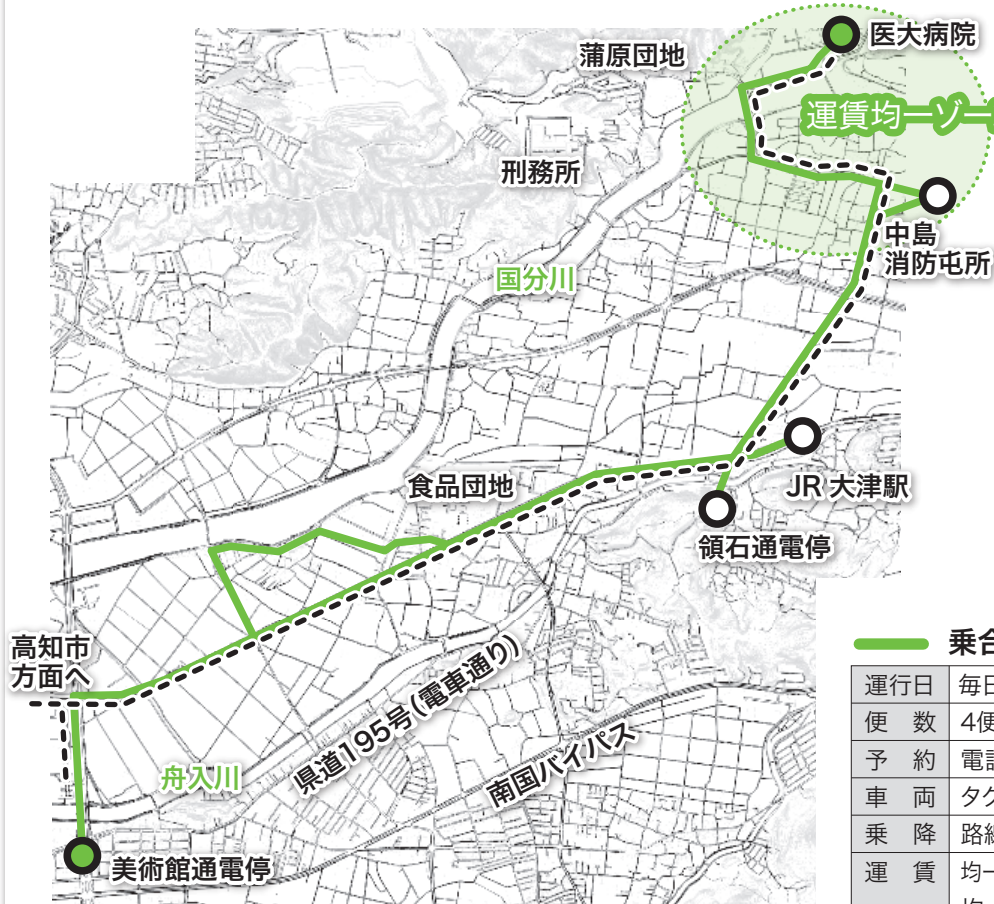 医大病院
蒲原団地
運賃均一ゾー
刑務所
中島
消防屯所
国分川
食品団地
JR 大津駅
領石通電停
高知市
方面へ
県道195号(電車通り)
舟入川
南国バイパス
美術館通電停
乗合
運行日 毎日
便 数 4便
予 約 電話
車 両 タク
乗 降 路線
運 賃 均一